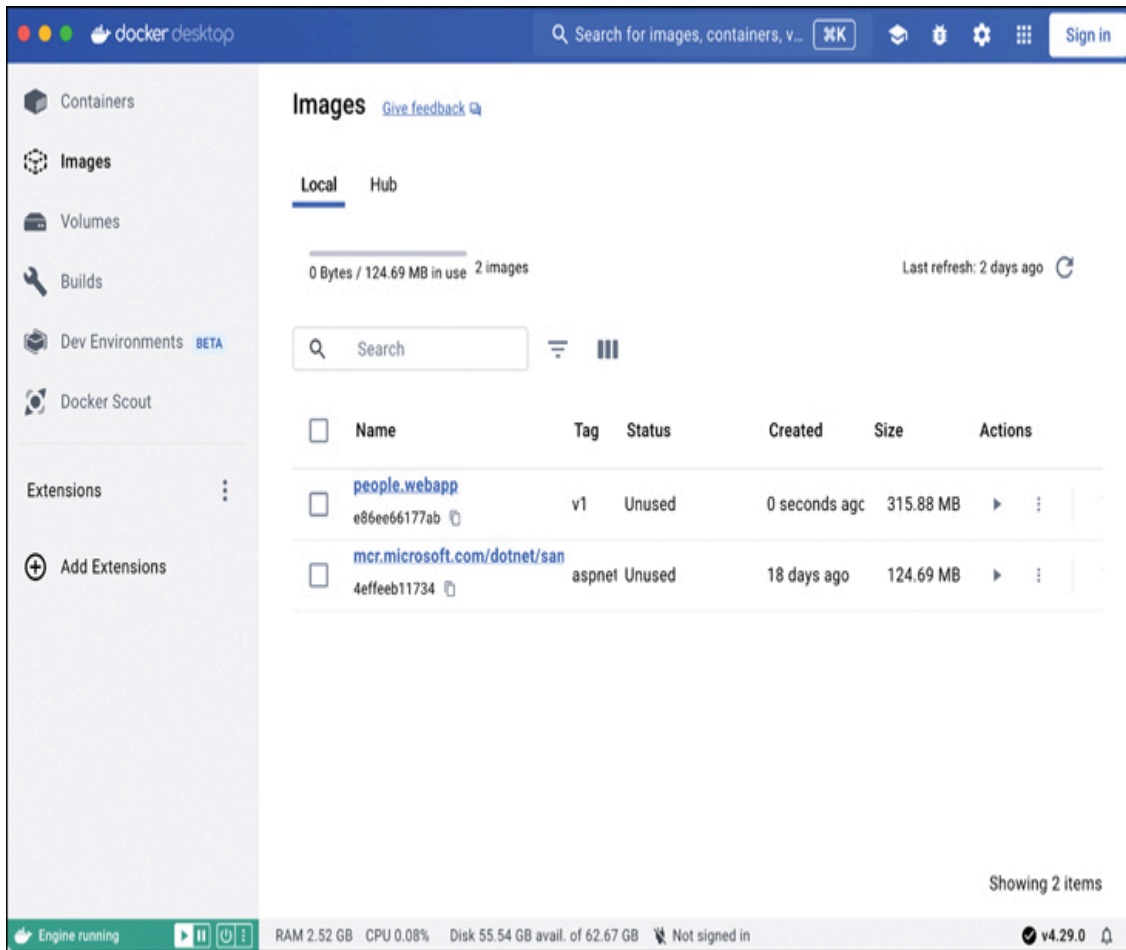 docker desktop
Search for images, containers, v... ⌘K
Sign in
Containers
Images
Volumes
Builds
Dev Environments BETA
Docker Scout
Extensions
Add Extensions
Images Give feedback
Local Hub
0 Bytes / 124.69 MB in use 2 images
Last refresh: 2 days ago
Search
Name Tag Status Created Size Actions
people.webapp
e86ee66177ab
v1 Unused 0 seconds agc 315.88 MB
mcr.microsoft.com/dotnet/san
4effeeb11734
aspnet Unused 18 days ago 124.69 MB
Showing 2 items
Engine running
RAM 2.52 GB CPU 0.08% Disk 55.54 GB avail. of 62.67 GB Not signed in
v4.29.0